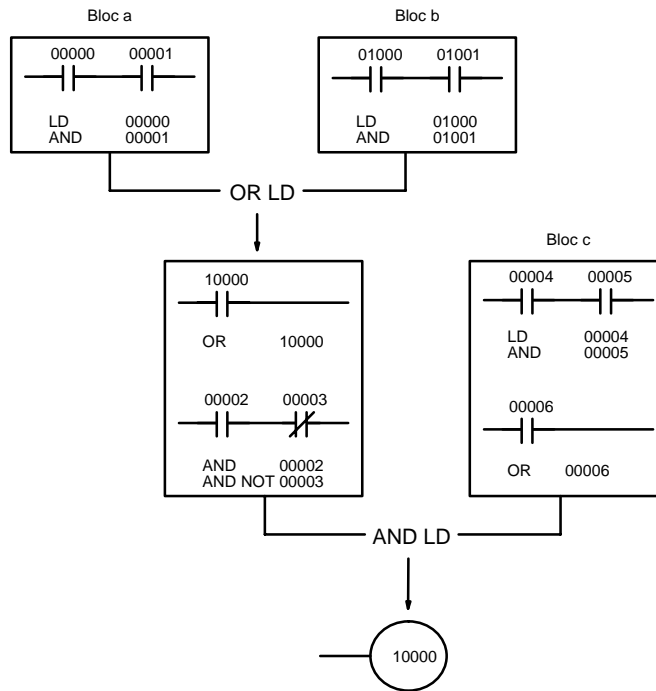 Bloc a
00000 00001
LD 00000
AND 00001
Bloc b
01000 01001
LD 01000
AND 01001
OR LD
10000
OR 10000
00002 00003
AND 00002
AND NOT 00003
Bloc c
00004 00005
LD 00004
AND 00005
00006
OR 00006
AND LD
10000